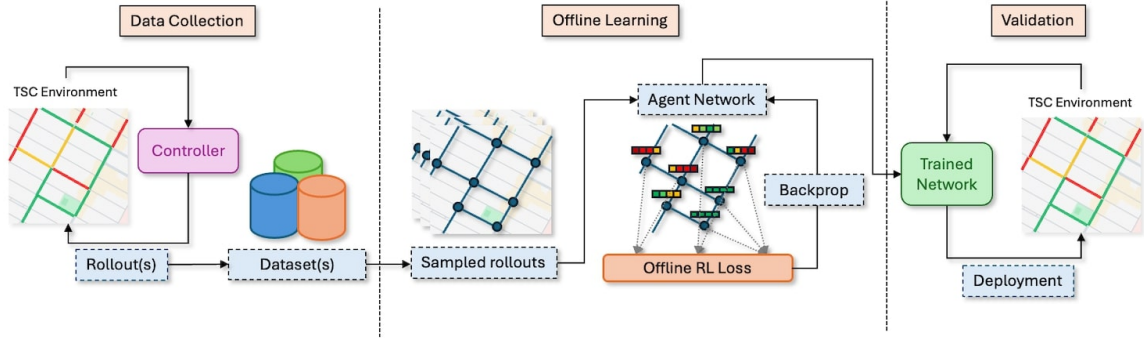 Data Collection
Offline Learning
Validation
TSC Environment
Controller
Rollout(s)
Dataset(s)
Sampled rollouts
Agent Network
Backprop
Offline RL Loss
TSC Environment
Trained
Network
Deployment